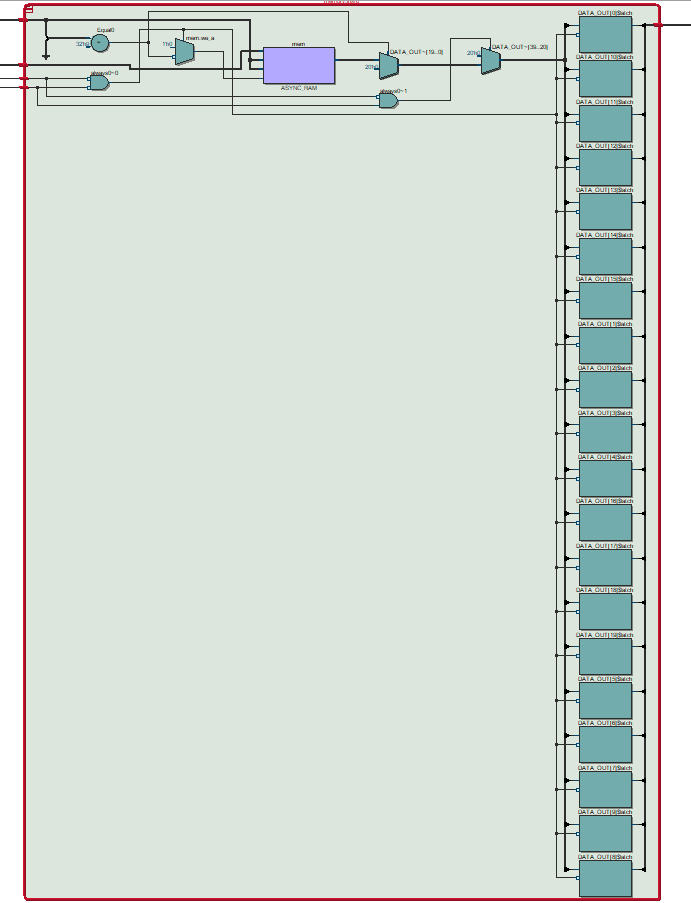 Equal0
32'h0
mem.we_a
1'h0
always0~0
mem
ASYNC_RAM
DATA_OUT~[19..0]
20'h0
always0~1
DATA_OUT~[39..20]
20'h0
DATA_OUT[0]$latch
DATA_OUT[10]$latch
DATA_OUT[11]$latch
DATA_OUT[12]$latch
DATA_OUT[13]$latch
DATA_OUT[14]$latch
DATA_OUT[15]$latch
DATA_OUT[1]$latch
DATA_OUT[2]$latch
DATA_OUT[3]$latch
DATA_OUT[4]$latch
DATA_OUT[16]$latch
DATA_OUT[17]$latch
DATA_OUT[18]$latch
DATA_OUT[19]$latch
DATA_OUT[5]$latch
DATA_OUT[6]$latch
DATA_OUT[7]$latch
DATA_OUT[9]$latch
DATA_OUT[8]$latch